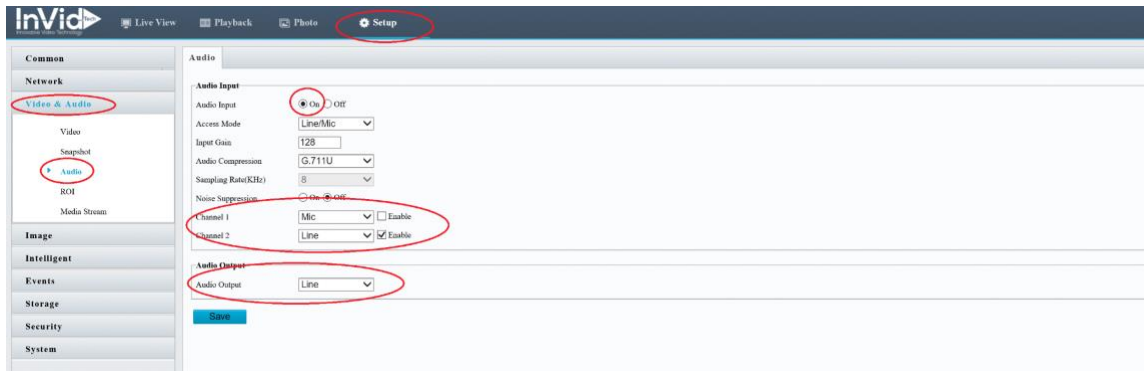 InVid Tech
Innovative Video Technology
Live View Playback Photo Setup
Common
Network
Video & Audio
Video
Snapshot
Audio
ROI
Media Stream
Image
Intelligent
Events
Storage
Security
System
Audio
Audio Input
Audio Input On Off
Access Mode Line/Mic
Input Gain 128
Audio Compression G.711U
Sampling Rate(KHz) 8
Noise Suppression On Off
Channel 1 Mic Enable
Channel 2 Line Enable
Audio Output
Audio Output Line
Save